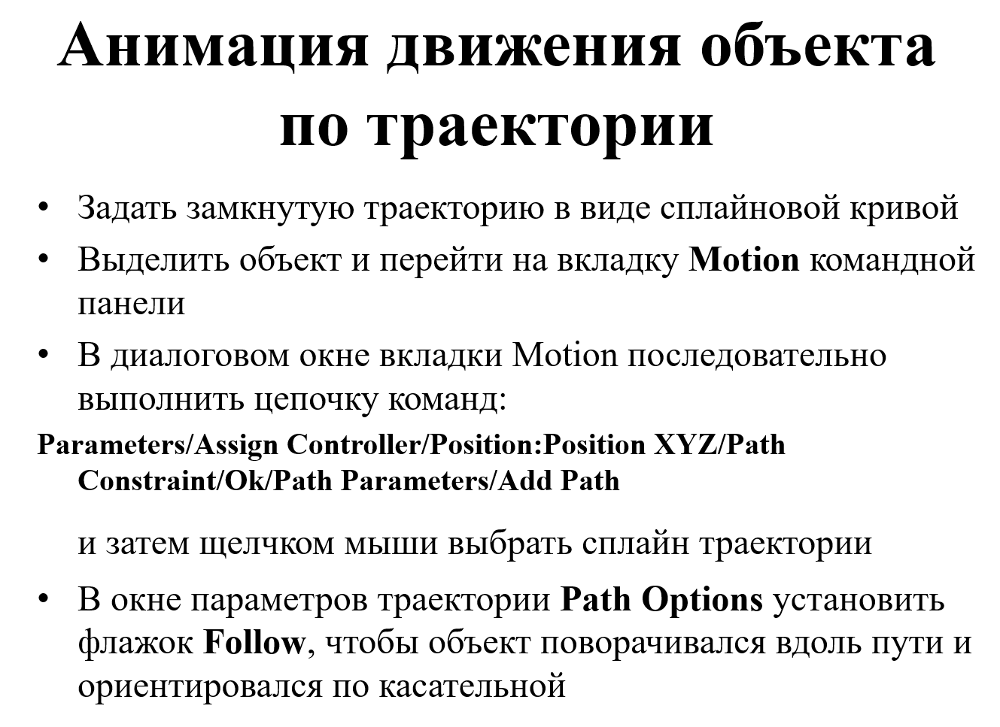 Анимация движения объекта
по траектории
• Задать замкнутую траекторию в виде сплайновой кривой
• Выделить объект и перейти на вкладку Motion командной
панели
• В диалоговом окне вкладки Motion последовательно
выполнить цепочку команд:
Parameters/Assign Controller/Position:Position XYZ/Path
Constraint/Ok/Path Parameters/Add Path
и затем щелчком мыши выбрать сплайн траектории
• В окне параметров траектории Path Options установить
флажок Follow, чтобы объект поворачивался вдоль пути и
ориентировался по касательной